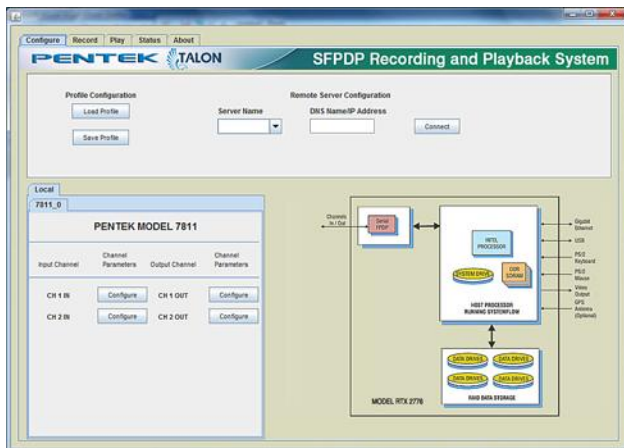 Configure Record Play Status About
PENTEK TALON SFPDP Recording and Playback System
Profile Configuration
Load Profile
Save Profile
Remote Server Configuration
Server Name DNS Name/IP Address
Connect
Local
7811_0
PENTEK MODEL 7811
Input Channel Channel Parameters Output Channel Channel Parameters
CH 1 IN Configure CH 1 OUT Configure
CH 2 IN Configure CH 2 OUT Configure
Channels
In / Out
Serial
FPDP
INTEL
PROCESSOR
SYSTEM DRIVE
DDR
SDRAM
HOST PROCESSOR
RUNNING SYSTEMFLOW
Gigabit
Ethernet
USB
PS/2
Keyboard
PS/2
Mouse
Video
Output
GPS
Antenna
(Optional)
DATA DRIVES DATA DRIVES
DATA DRIVES DATA DRIVES
RAID DATA STORAGE
MODEL RTX 2776